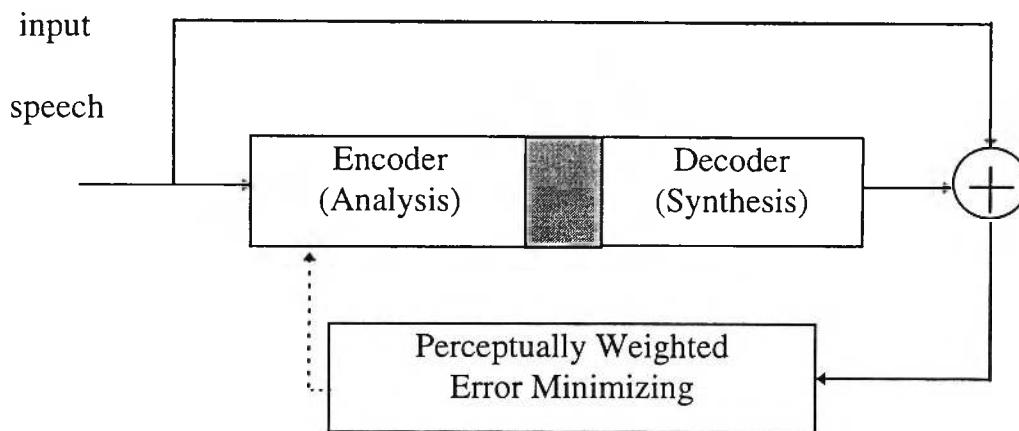 input
speech
Encoder
(Analysis)
Decoder
(Synthesis)
Perceptually Weighted
Error Minimizing